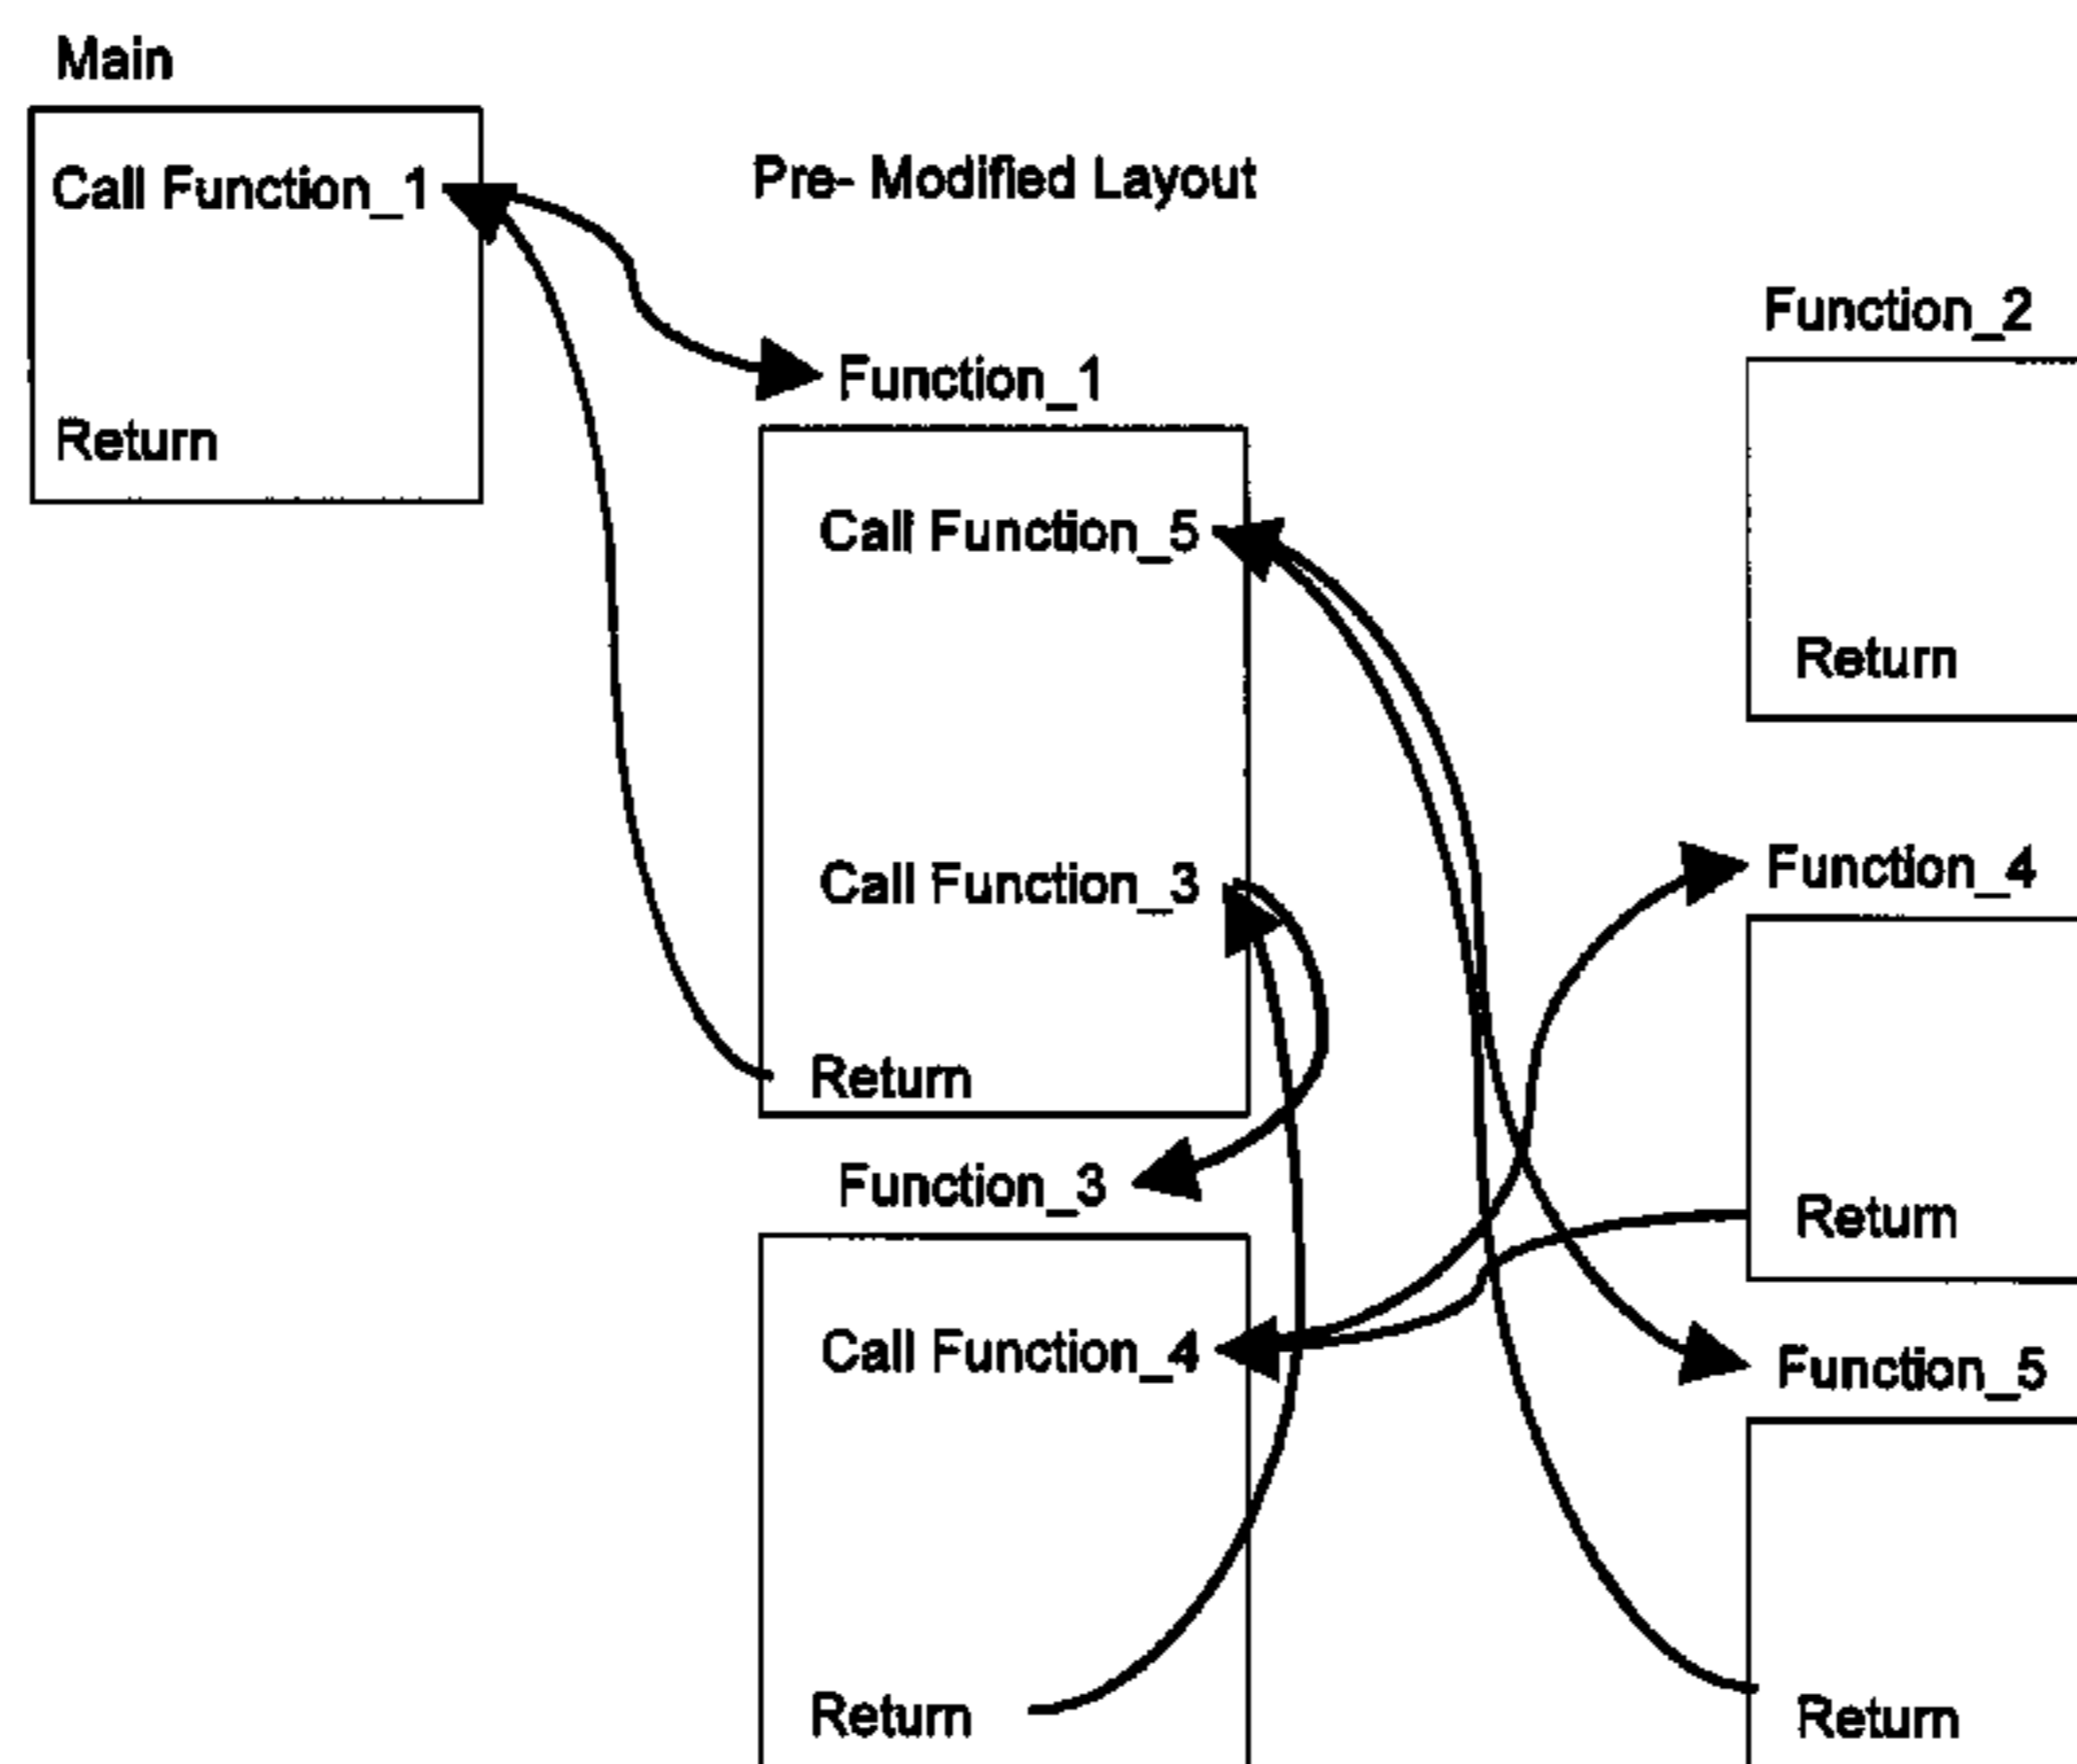 Main
Call Function_1
Return
Pre- Modified Layout
Function_1
Call Function_5
Call Function_3
Return
Function_3
Call Function_4
Return
Function_2
Return
Function_4
Return
Function_5
Return